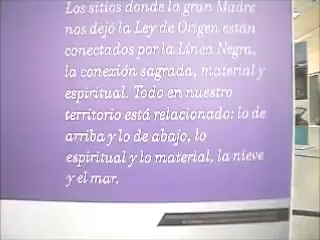 Los sitios donde la gran Madre
nos dejó la Ley de Origen están
conectados por la Línea Negra,
la conexión sagrada, material y
espiritual. Todo en nuestro
territorio está relacionado: lo de
arriba y lo de abajo, lo
espiritual y lo material, la nieve
y el mar.